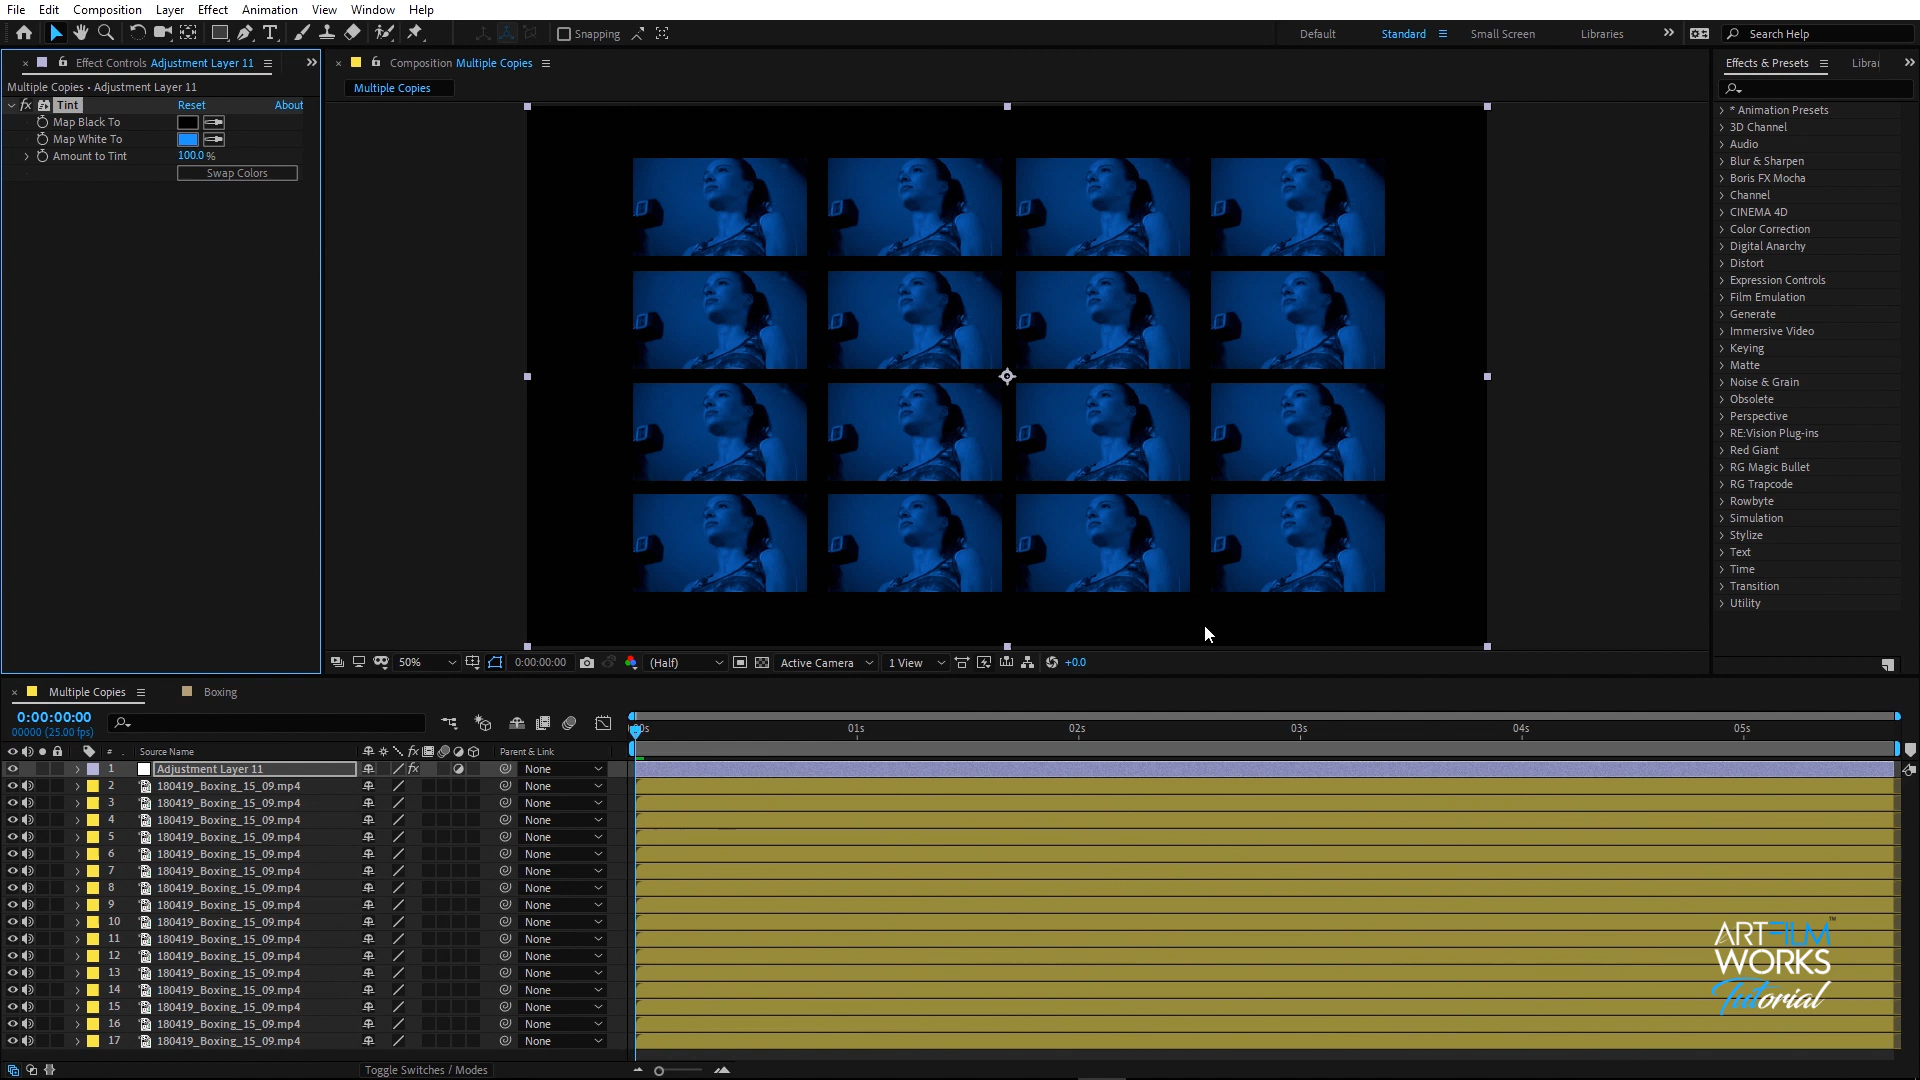 File Edit Composition Layer Effect Animation View Window Help
Snapping
Default Standard Small Screen Libraries Search Help
Effect Controls Adjustment Layer 11
Multiple Copies • Adjustment Layer 11
fx Tint Reset About
Map Black To
Map White To
Amount to Tint 100.0 %
Swap Colors
Composition Multiple Copies
Multiple Copies
50% 0:00:00:00 (Half) Active Camera 1 View +0.0
Effects & Presets Librai
* Animation Presets
3D Channel
Audio
Blur & Sharpen
Boris FX Mocha
Channel
CINEMA 4D
Color Correction
Digital Anarchy
Distort
Expression Controls
Film Emulation
Generate
Immersive Video
Keying
Matte
Noise & Grain
Obsolete
Perspective
RE:Vision Plug-ins
Red Giant
RG Magic Bullet
RG Trapcode
Rowbyte
Simulation
Stylize
Text
Time
Transition
Utility
Multiple Copies Boxing
0:00:00:00
00000 (25.00 fps)
00s 01s 02s 03s 04s 05s
# Source Name fx Parent & Link
1 Adjustment Layer 11 fx None
2 180419_Boxing_15_09.mp4 None
3 180419_Boxing_15_09.mp4 None
4 180419_Boxing_15_09.mp4 None
5 180419_Boxing_15_09.mp4 None
6 180419_Boxing_15_09.mp4 None
7 180419_Boxing_15_09.mp4 None
8 180419_Boxing_15_09.mp4 None
9 180419_Boxing_15_09.mp4 None
10 180419_Boxing_15_09.mp4 None
11 180419_Boxing_15_09.mp4 None
12 180419_Boxing_15_09.mp4 None
13 180419_Boxing_15_09.mp4 None
14 180419_Boxing_15_09.mp4 None
15 180419_Boxing_15_09.mp4 None
16 180419_Boxing_15_09.mp4 None
17 180419_Boxing_15_09.mp4 None
Toggle Switches / Modes
ARTFILM™
WORKS
Tutorial